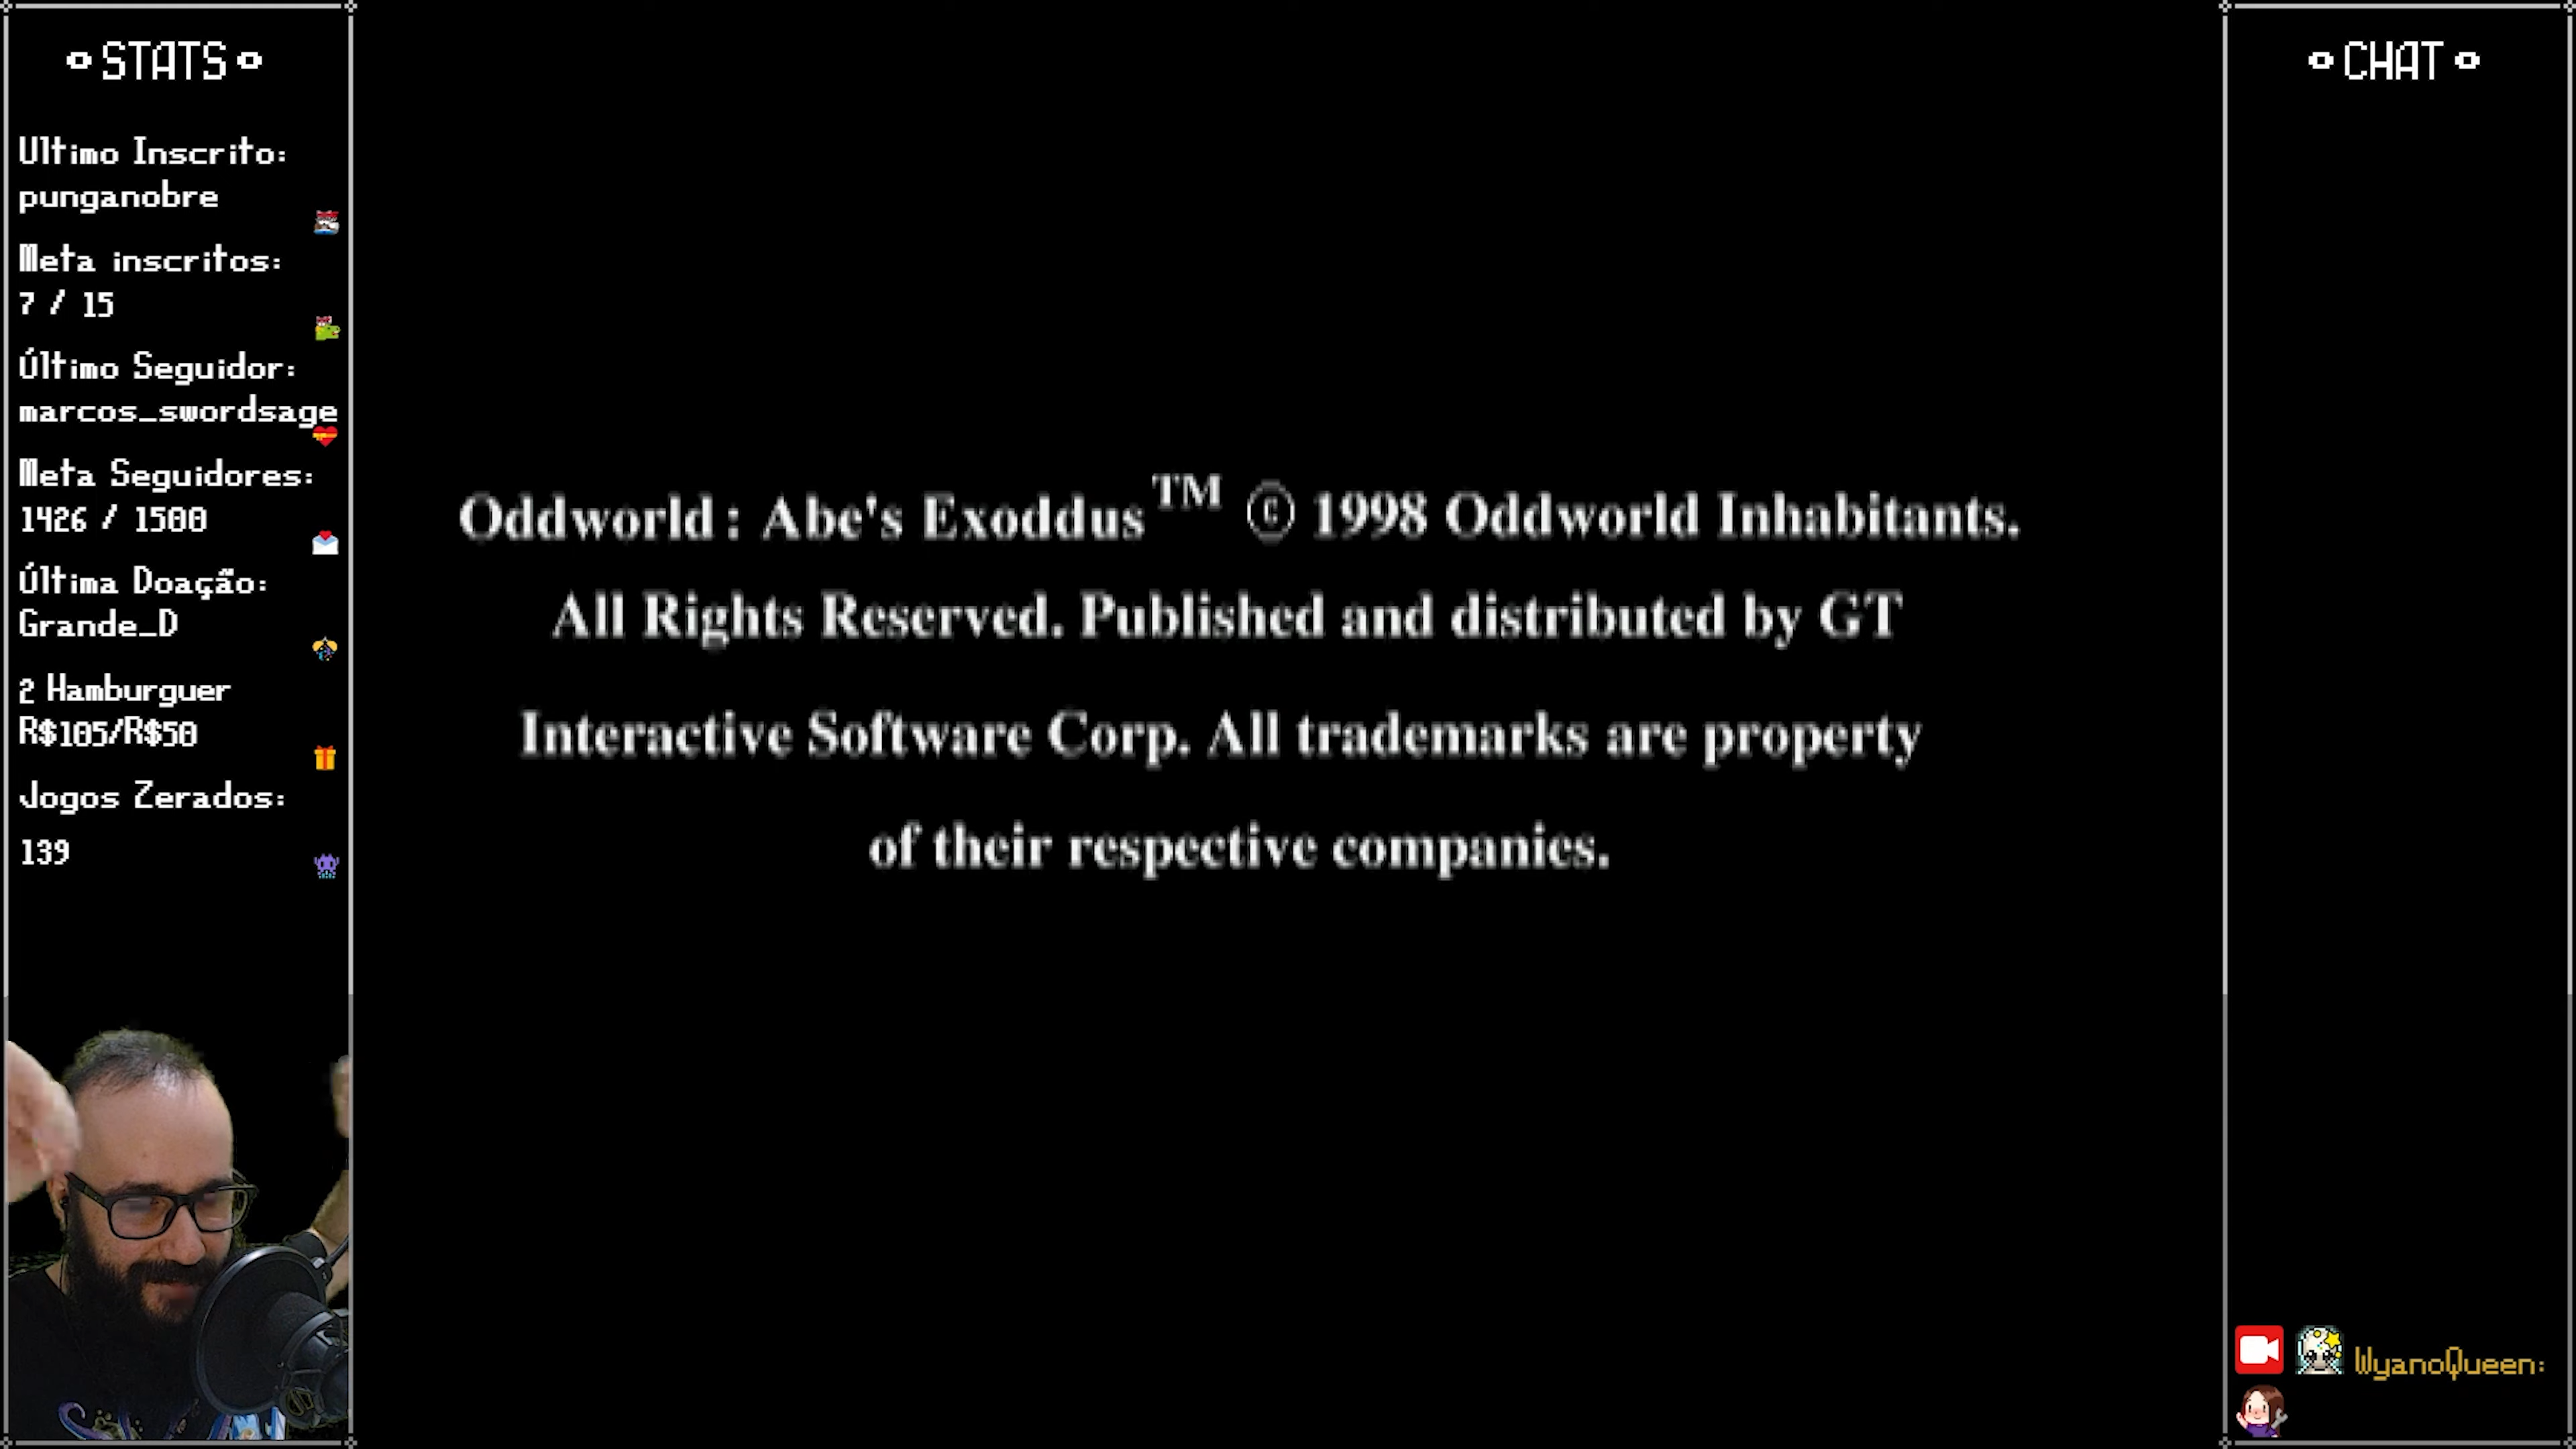 STATS
Ultimo Inscrito:
punganobre
Meta inscritos:
7 / 15
Último Seguidor:
marcos_swordsage
Meta Seguidores:
1426 / 1500
Última Doação:
Grande_D
2 Hamburguer
R$105/R$50
Jogos Zerados:
139
Oddworld: Abe's Exoddus™ © 1998 Oddworld Inhabitants.
All Rights Reserved. Published and distributed by GT
Interactive Software Corp. All trademarks are property
of their respective companies.
CHAT
WyanoQueen: